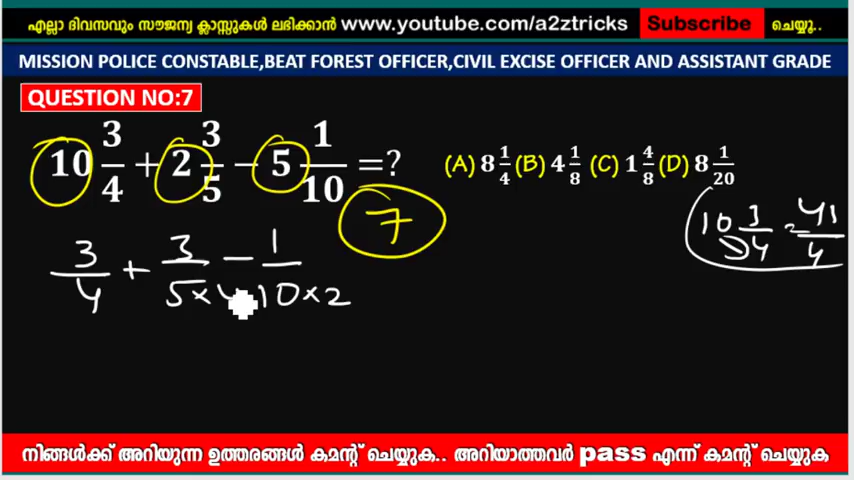 എല്ലാ ദിവസവും സൗജന്യ ക്ലാസ്സുകൾ ലഭിക്കാൻ www.youtube.com/a2ztricks Subscribe ചെയ്യൂ..
MISSION POLICE CONSTABLE,BEAT FOREST OFFICER,CIVIL EXCISE OFFICER AND ASSISTANT GRADE
QUESTION NO:7
10 3/4 + 2 3/5 − 5 1/10 =? (A) 8 1/4 (B) 4 1/8 (C) 1 4/8 (D) 8 1/20
7
10 3/4 = 41/4
3/4 + 3/5×4 − 1/10×2
നിങ്ങൾക്ക് അറിയുന്ന ഉത്തരങ്ങൾ കമന്റ് ചെയ്യുക.. അറിയാത്തവർ pass എന്ന് കമന്റ് ചെയ്യുക